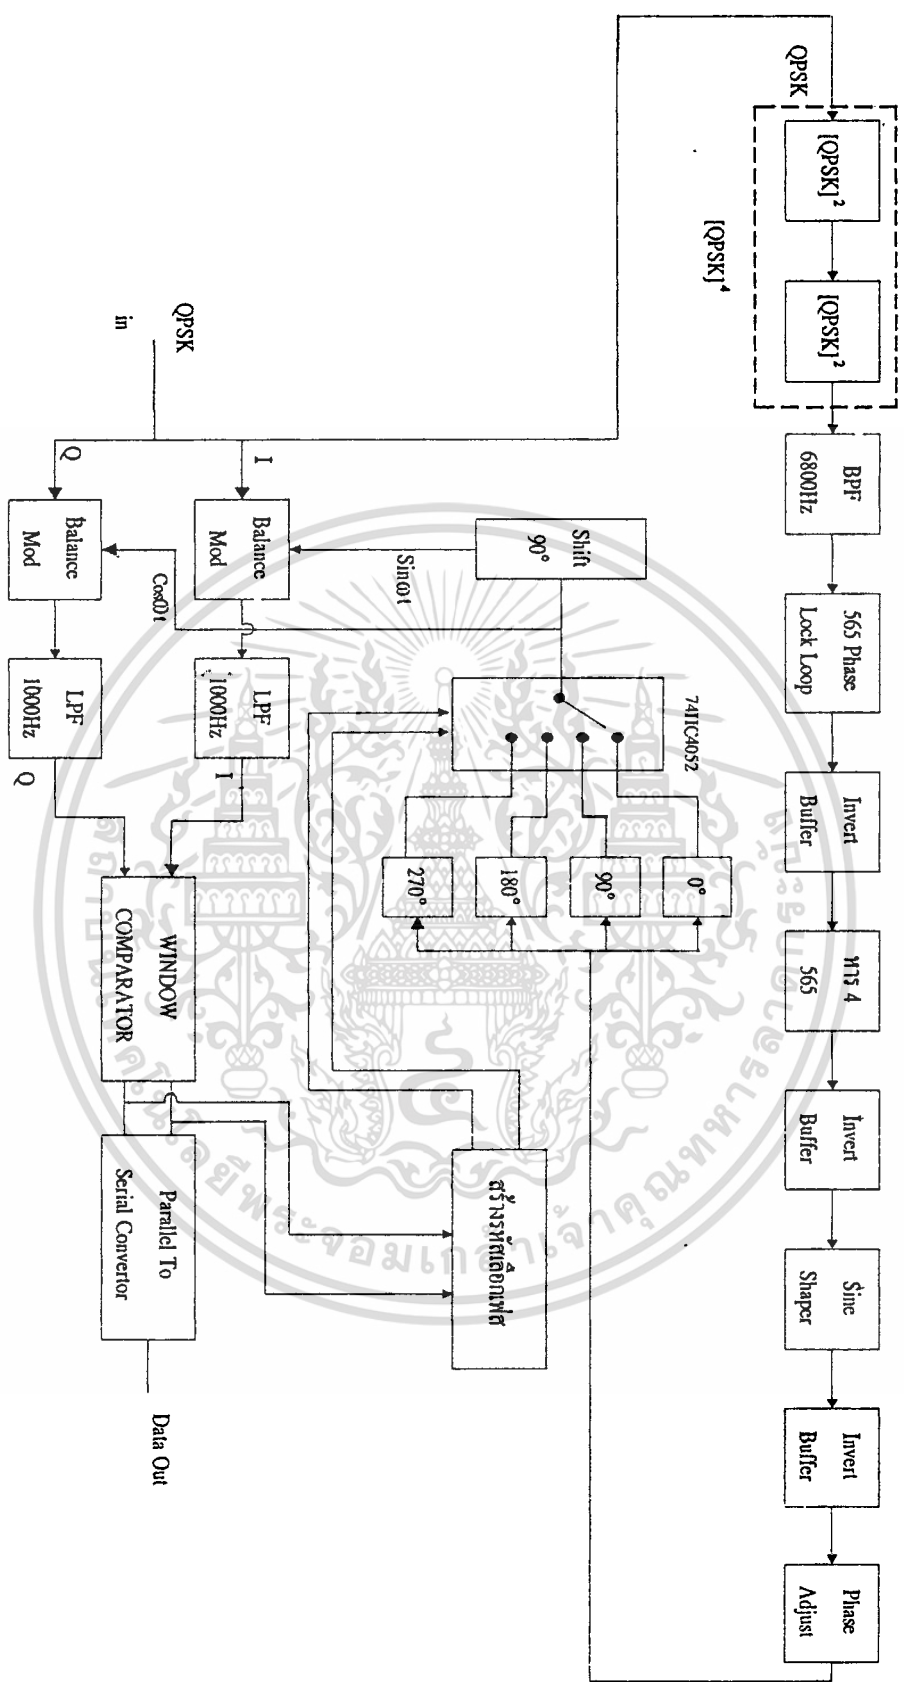 QPSK
[QPSK]²
[QPSK]²
[QPSK]⁴
BPF
6800Hz
565 Phase
Lock Loop
Invert
Buffer
หาร 4
565
Invert
Buffer
Sine
Shaper
Invert
Buffer
Phase
Adjust
QPSK
in
I
Q
Balance
Mod
Balance
Mod
Sinωt
Cosωt
Shift
90°
74HC4052
0°
90°
180°
270°
LPF
1000Hz
LPF
1000Hz
I
Q
WINDOW
COMPARATOR
สร้างรหัสเลือกเฟส
Parallel To
Serial Convertor
Data Out